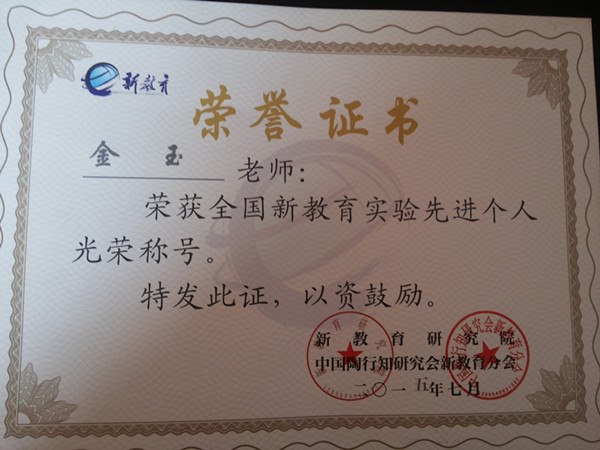 新教育
荣誉证书
金玉 老师：
荣获全国新教育实验先进个人
光荣称号。
特发此证，以资鼓励。
新教育研究院
中国陶行知研究会新教育分会
二〇一五年七月